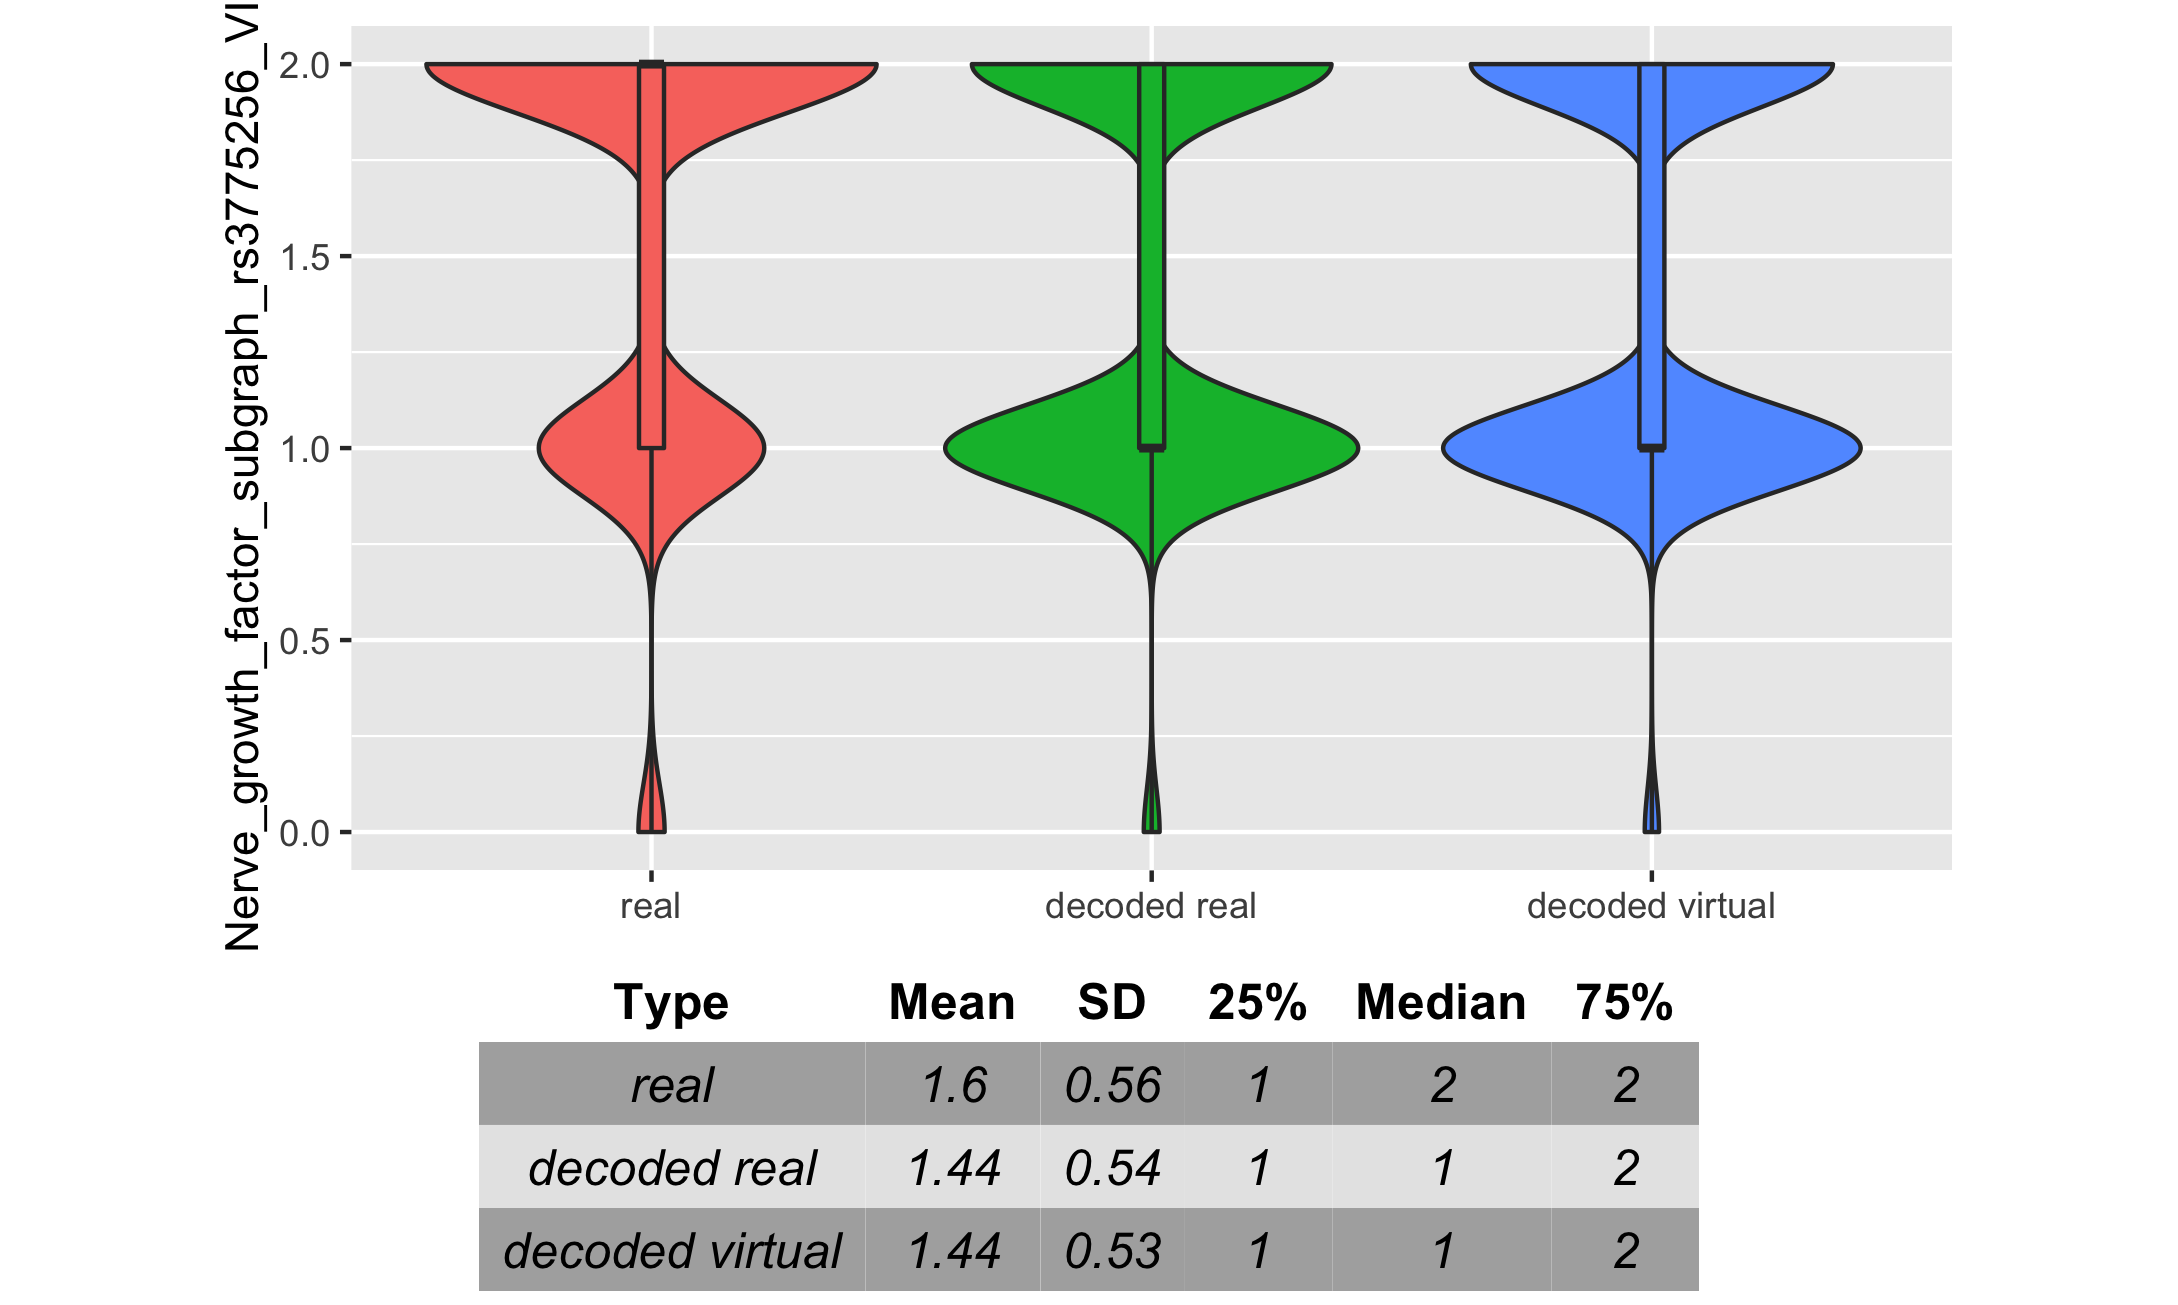 Nerve_growth_factor_subgraph_rs3775256_VI
2.0
1.5
1.0
0.5
0.0
real decoded real decoded virtual
Type Mean SD 25% Median 75%
real 1.6 0.56 1 2 2
decoded real 1.44 0.54 1 1 2
decoded virtual 1.44 0.53 1 1 2